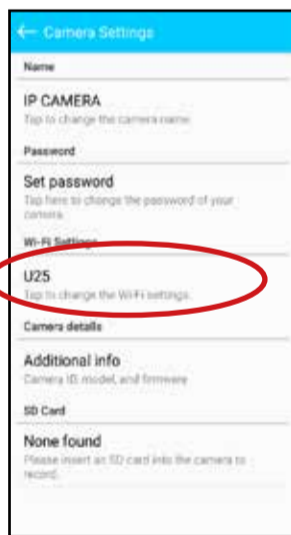 ← Camera Settings
Name
IP CAMERA
Tap to change the camera name
Password
Set password
Tap here to change the password of your
camera
Wi-Fi Settings
U25
Tap to change the WiFi settings.
Camera details
Additional info
Camera ID, model, and firmware
SD Card
None found
Please insert an SD card into the camera to
record.